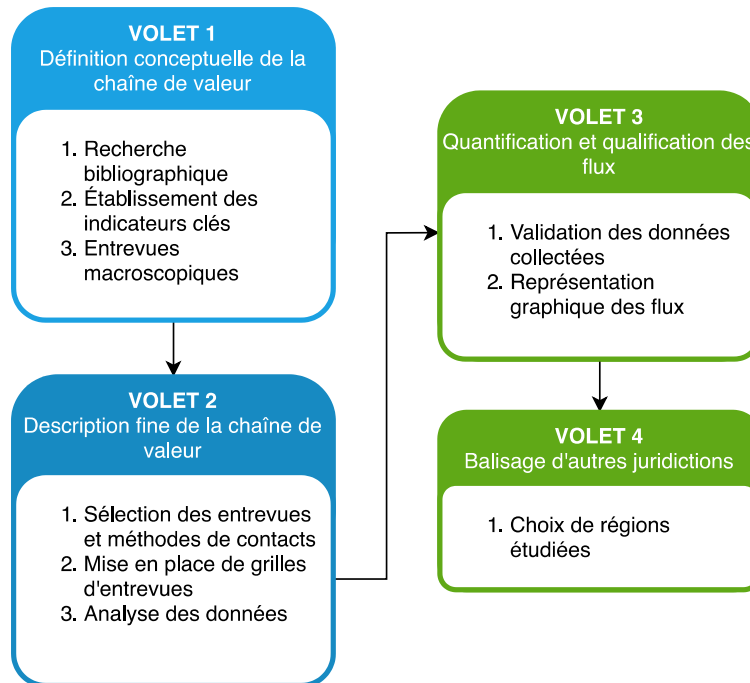 VOLET 1
Définition conceptuelle de la
chaîne de valeur
1. Recherche
bibliographique
2. Établissement des
indicateurs clés
3. Entrevues
macroscopiques
VOLET 2
Description fine de la chaîne de
valeur
1. Sélection des entrevues
et méthodes de contacts
2. Mise en place de grilles
d'entrevues
3. Analyse des données
VOLET 3
Quantification et qualification des
flux
1. Validation des données
collectées
2. Représentation
graphique des flux
VOLET 4
Balisage d'autres juridictions
1. Choix de régions
étudiées